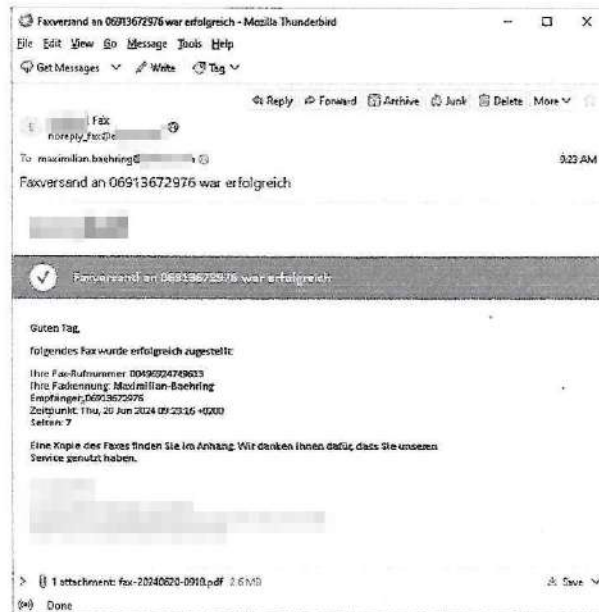 Faxversand an 06913672976 war erfolgreich - Mozilla Thunderbird
File Edit View Go Message Tools Help
Get Messages Write Tag
Reply Forward Archive Junk Delete More
Fax
To maximilian.baehring@
9:23 AM
Faxversand an 06913672976 war erfolgreich
Faxversand an 06913672976 war erfolgreich
Guten Tag,
folgendes Fax wurde erfolgreich zugestellt:
Ihre Fax-Rufnummer:
Ihre Faxkennung: Maximilian-Baehring
Empfänger: 06913672976
Zeitpunkt: Thu, 20 Jun 2024 09:23:16 +0200
Seiten: 7
Eine Kopie des Faxes finden Sie im Anhang. Wir danken Ihnen dafür, dass Sie unseren
Service genutzt haben.
1 attachment: fax-20240620-0918.pdf 2.6 MB Save
Done